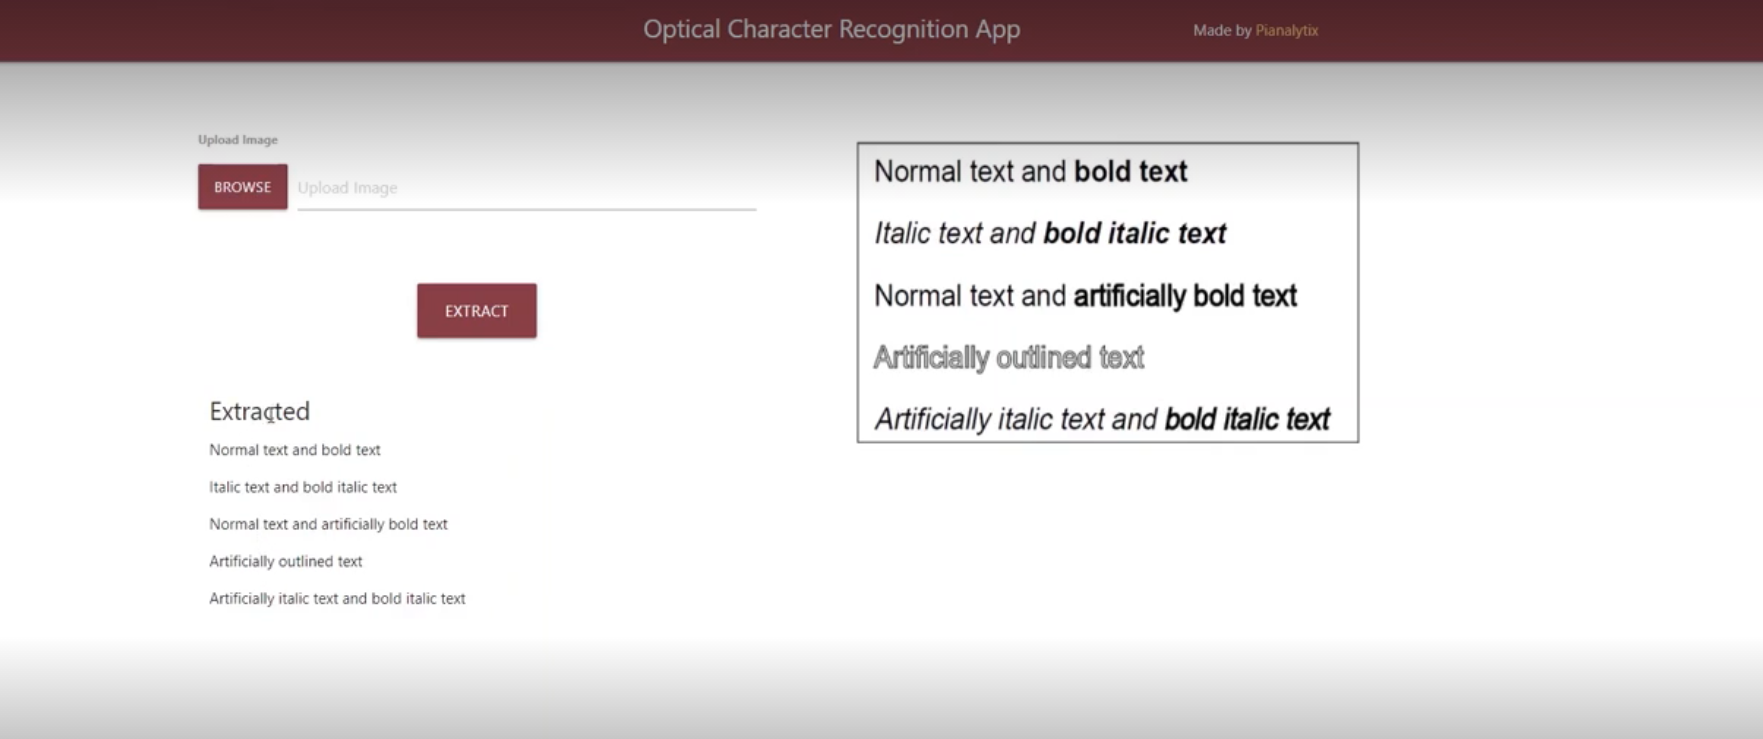 Optical Character Recognition App
Made by Pianalytix
Upload Image
BROWSE
Upload Image
EXTRACT
Extracted
Normal text and bold text
Italic text and bold italic text
Normal text and artificially bold text
Artificially outlined text
Artificially italic text and bold italic text
Normal text and bold text
Italic text and bold italic text
Normal text and artificially bold text
Artificially outlined text
Artificially italic text and bold italic text